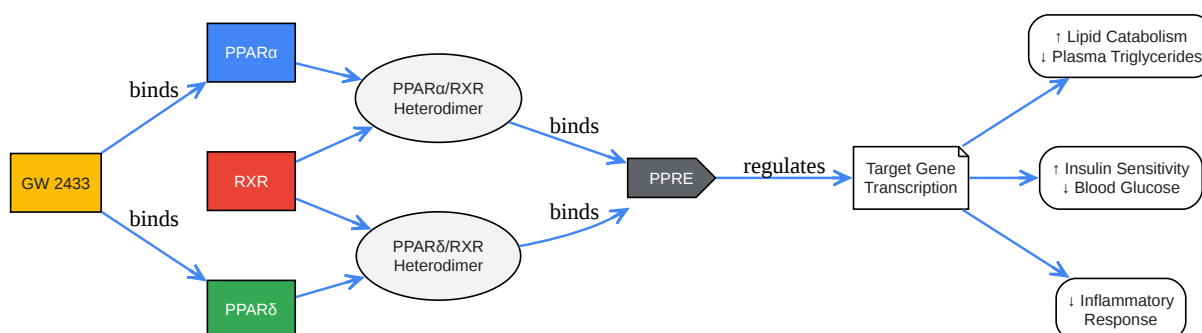 GW 2433
binds
binds
PPARα
RXR
PPARδ
PPARα/RXR
Heterodimer
PPARδ/RXR
Heterodimer
binds
binds
PPRE
regulates
Target Gene
Transcription
↑ Lipid Catabolism
↓ Plasma Triglycerides
↑ Insulin Sensitivity
↓ Blood Glucose
↓ Inflammatory
Response